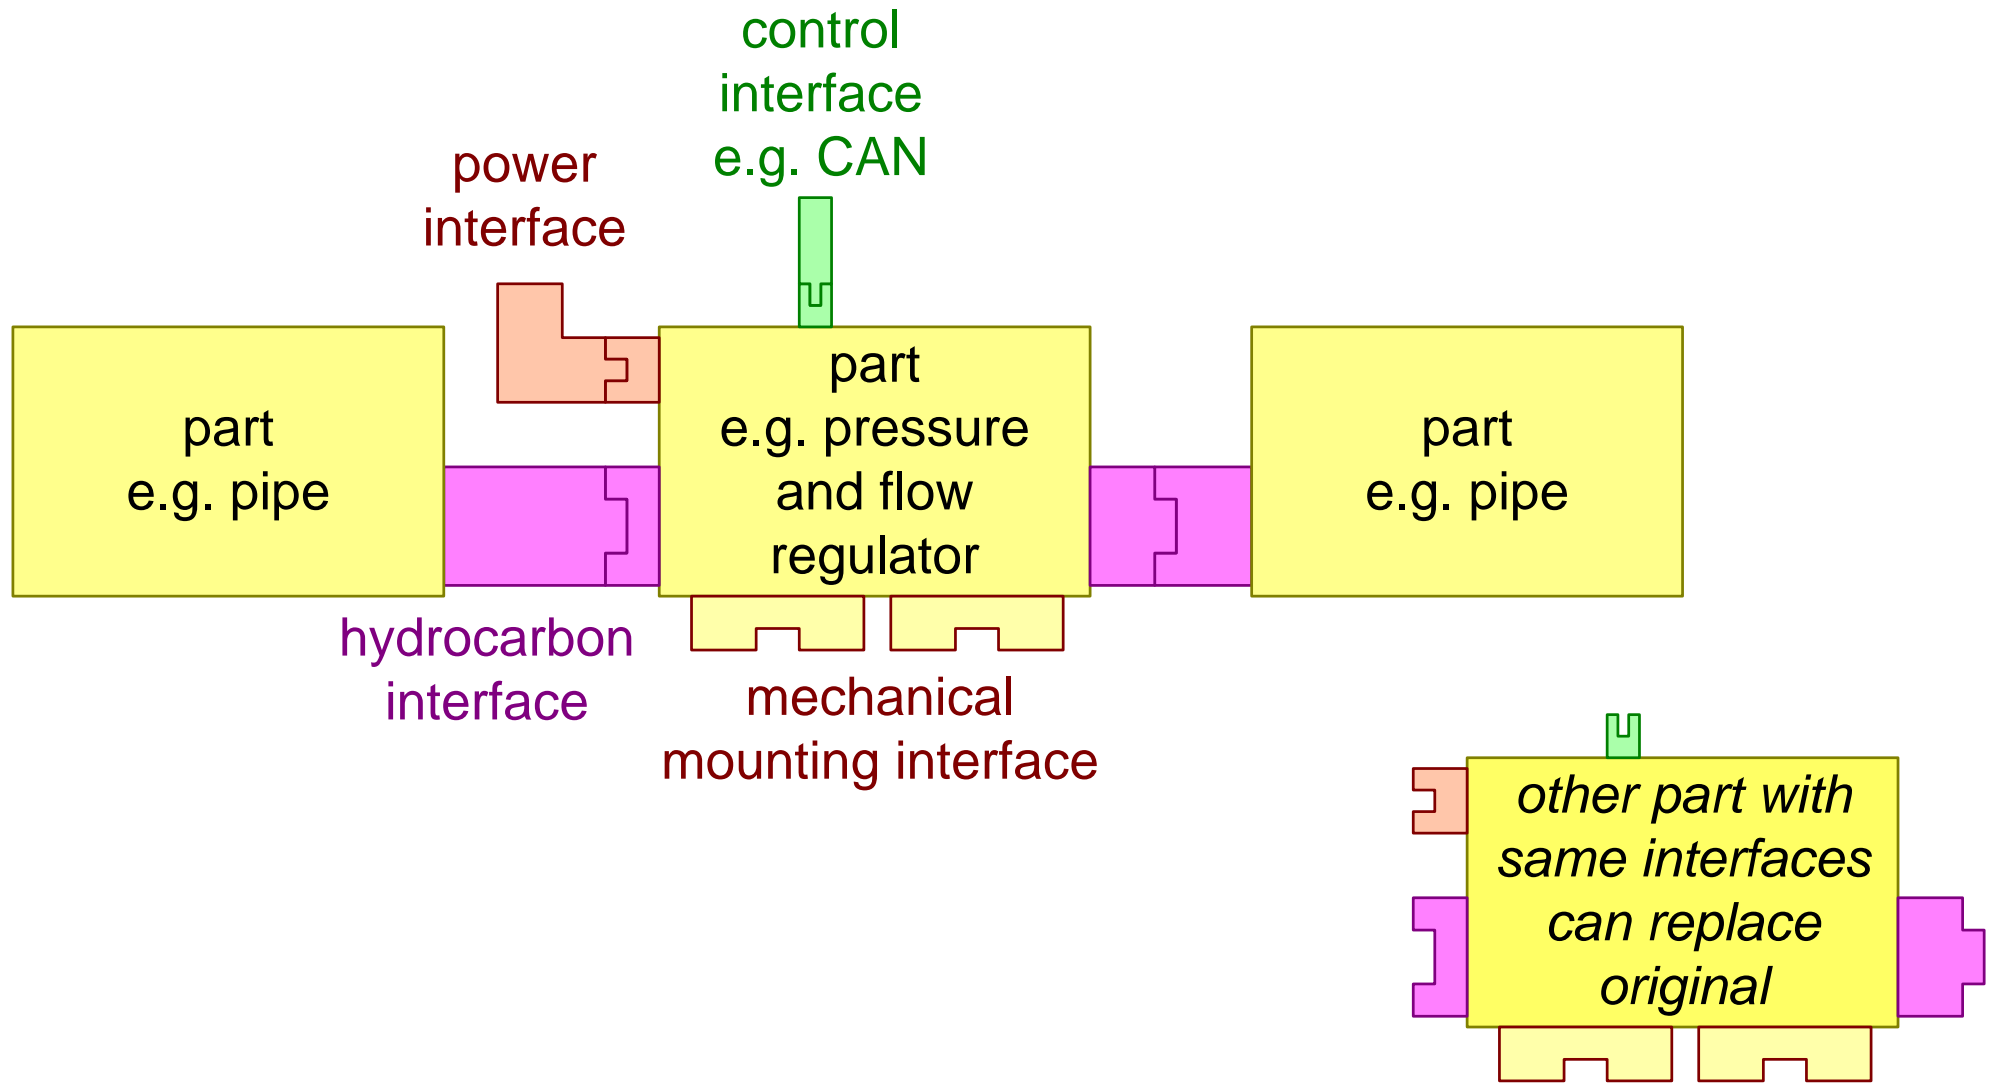 control
interface
e.g. CAN
power
interface
part
e.g. pipe
part
e.g. pressure
and flow
regulator
part
e.g. pipe
hydrocarbon
interface
mechanical
mounting interface
other part with
same interfaces
can replace
original